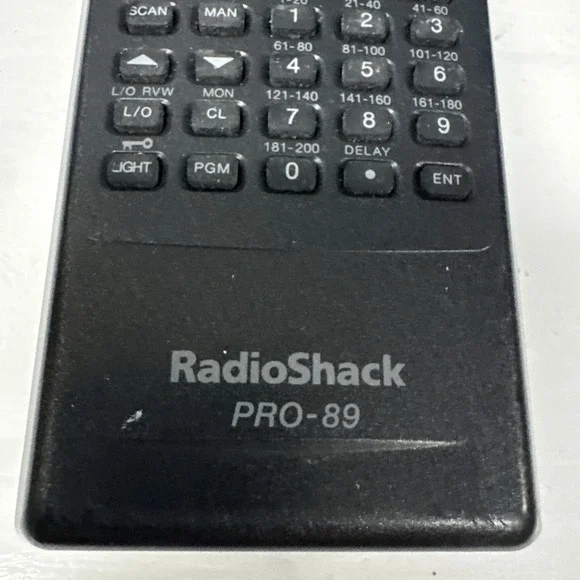 1-20 21-40 41-60
SCAN MAN 1 2 3
61-80 81-100 101-120
4 5 6
L/O RVW MON 121-140 141-160 161-180
L/O CL 7 8 9
181-200 DELAY
LIGHT PGM 0 • ENT
RadioShack
PRO-89